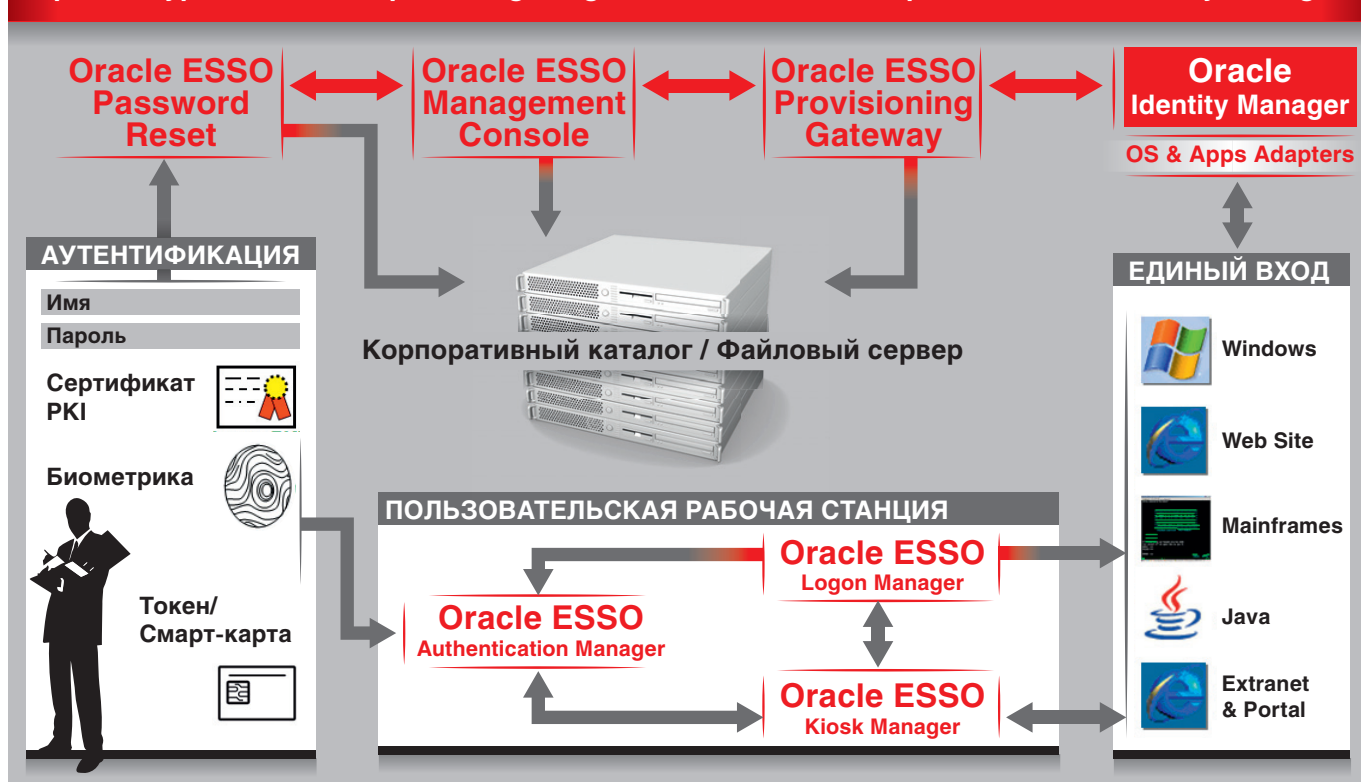 Oracle ESSO
Password
Reset
Oracle ESSO
Management
Console
Oracle ESSO
Provisioning
Gateway
Oracle
Identity Manager
OS & Apps Adapters
АУТЕНТИФИКАЦИЯ
Имя
Пароль
Сертификат
PKI
Биометрика
Токен/
Смарт-карта
Корпоративный каталог / Файловый сервер
ПОЛЬЗОВАТЕЛЬСКАЯ РАБОЧАЯ СТАНЦИЯ
Oracle ESSO
Logon Manager
Oracle ESSO
Authentication Manager
Oracle ESSO
Kiosk Manager
ЕДИНЫЙ ВХОД
Windows
Web Site
Mainframes
Java
Extranet
& Portal